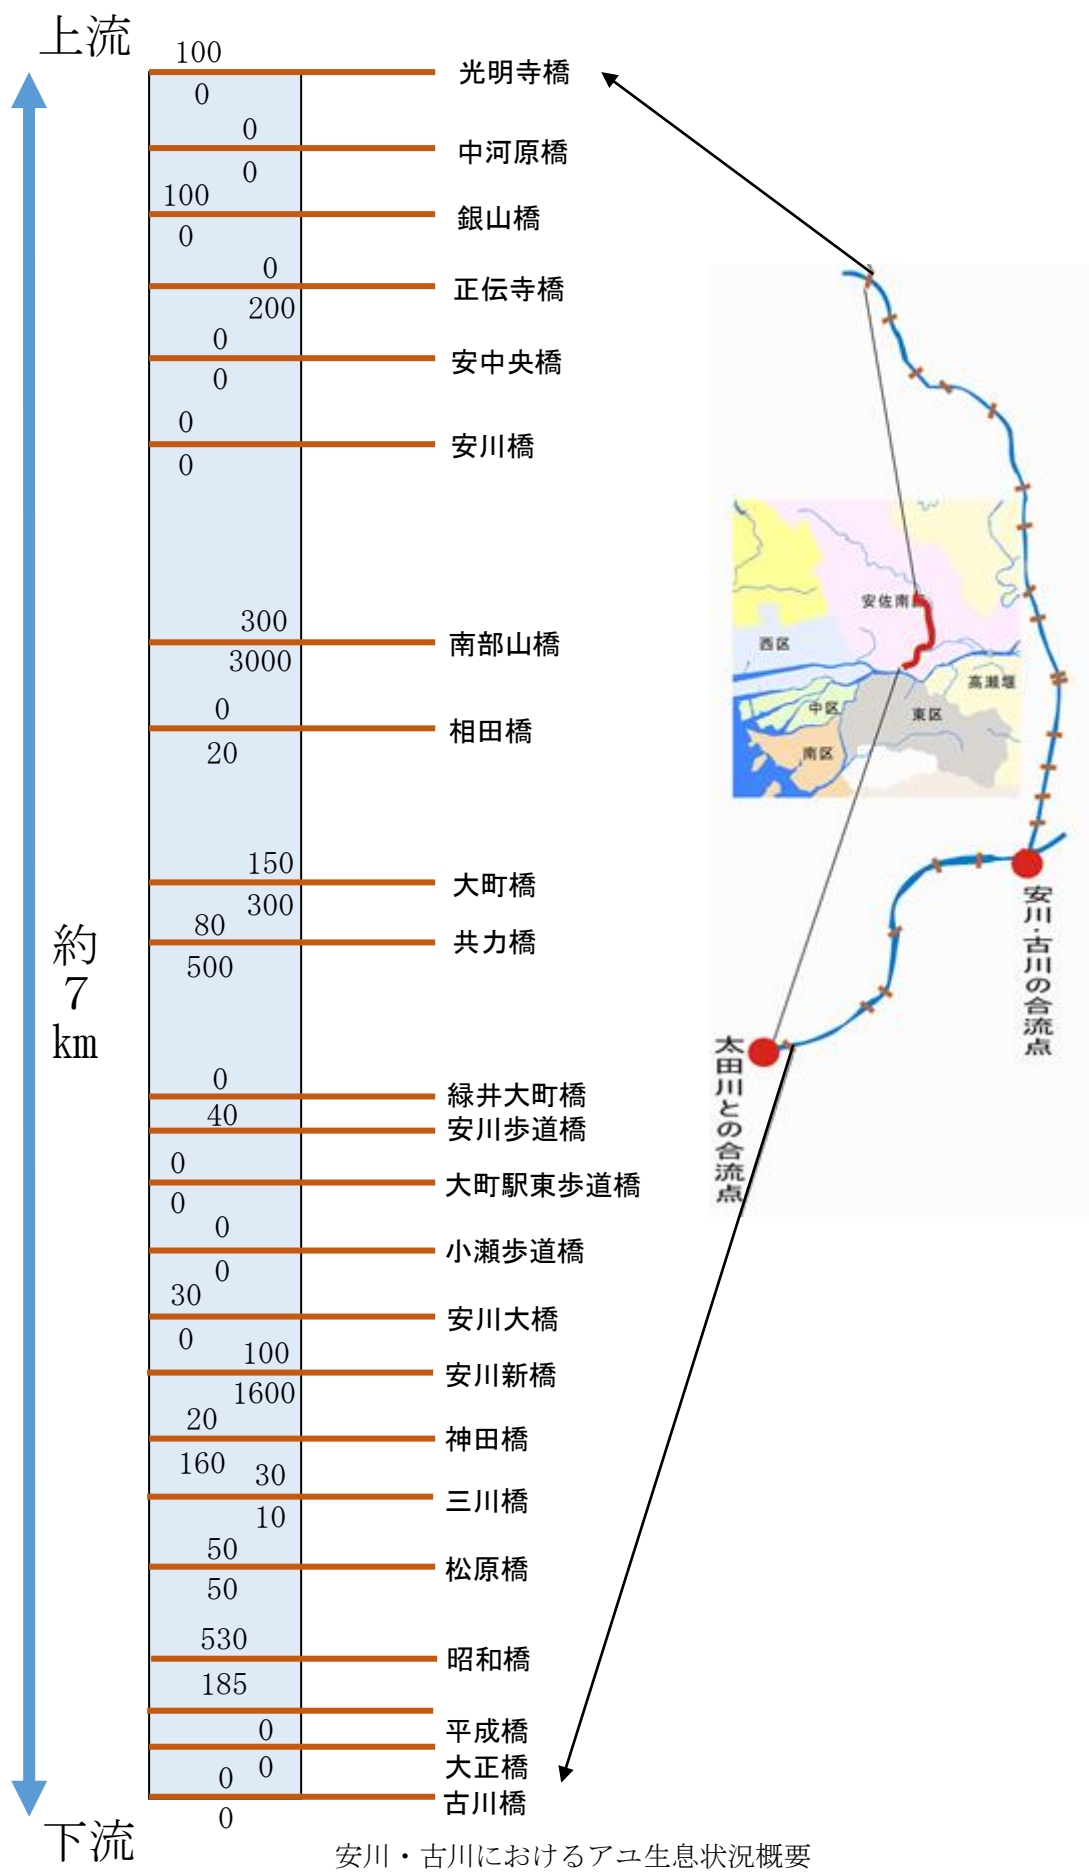 上流
100
光明寺橋
0
0
中河原橋
0
100
銀山橋
0
0
正伝寺橋
200
0
安中央橋
0
0
安川橋
0
300
南部山橋
3000
0
相田橋
20
150
大町橋
300
80
共力橋
500
0
緑井大町橋
40
安川歩道橋
0
大町駅東歩道橋
0
0
小瀬歩道橋
0
30
安川大橋
0
100
安川新橋
1600
20
神田橋
160
30
三川橋
10
50
松原橋
50
530
昭和橋
185
平成橋
0
大正橋
0
0
古川橋
0
下流
約7km
安佐南区
西区
高瀬堰
中区
東区
南区
安川・古川の合流点
太田川との合流点
安川・古川におけるアユ生息状況概要